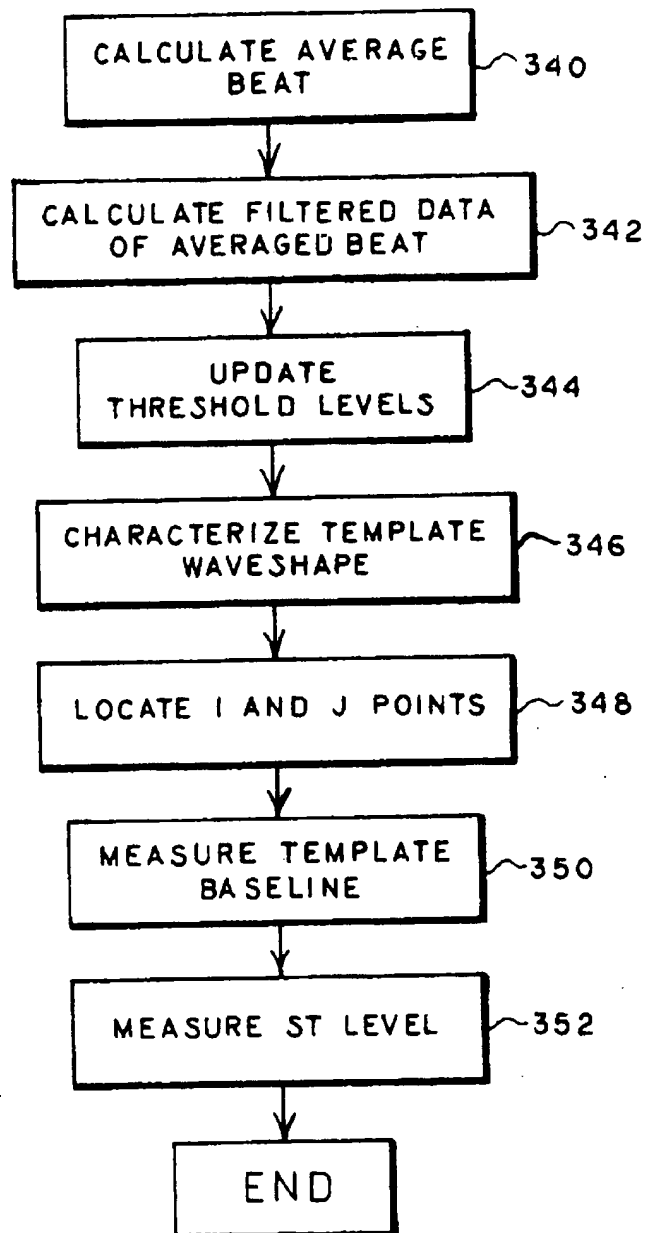 CALCULATE AVERAGE
BEAT
340
CALCULATE FILTERED DATA
OF AVERAGED BEAT
342
UPDATE
THRESHOLD LEVELS
344
CHARACTERIZE TEMPLATE
WAVESHAPE
346
LOCATE I AND J POINTS
348
MEASURE TEMPLATE
BASELINE
350
MEASURE ST LEVEL
352
END